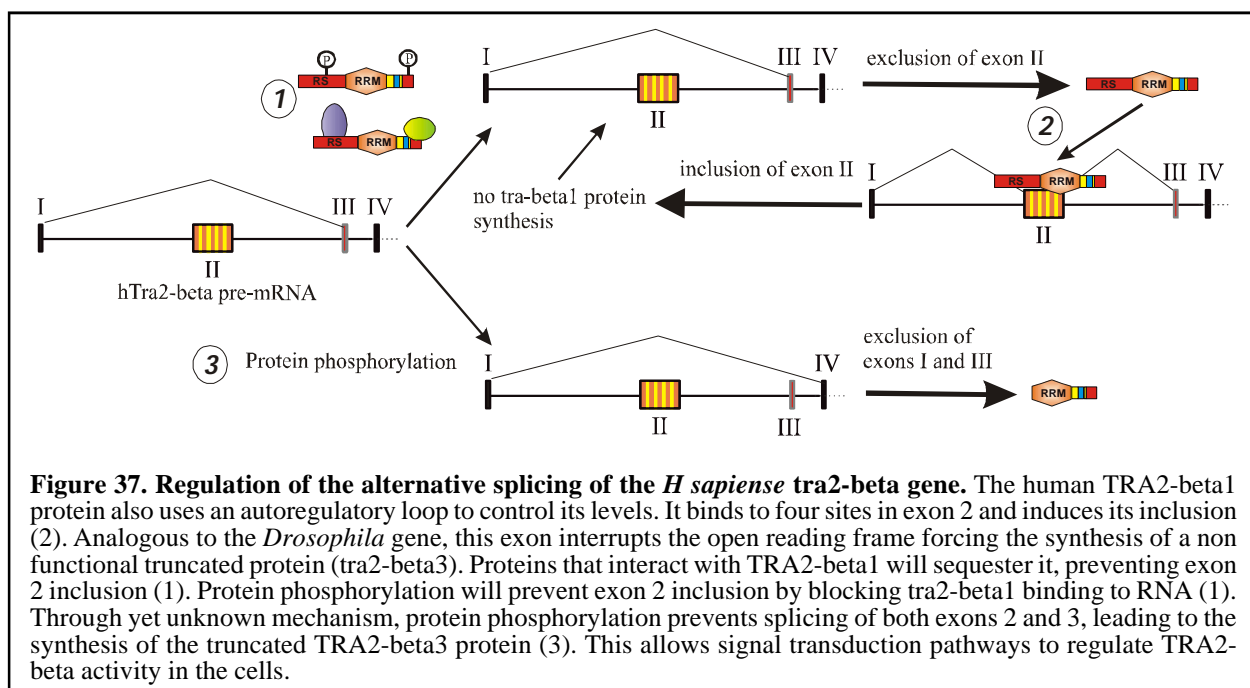 P P
RS RRM
1
RS RRM
I III IV
II
exclusion of exon II
RS RRM
2
inclusion of exon II
no tra-beta1 protein
synthesis
I III IV
RS RRM
II
I III IV
II
hTra2-beta pre-mRNA
3 Protein phosphorylation
I IV
II III
exclusion of
exons I and III
RRM
Figure 37. Regulation of the alternative splicing of the H sapiense tra2-beta gene. The human TRA2-beta1
protein also uses an autoregulatory loop to control its levels. It binds to four sites in exon 2 and induces its inclusion
(2). Analogous to the Drosophila gene, this exon interrupts the open reading frame forcing the synthesis of a non
functional truncated protein (tra2-beta3). Proteins that interact with TRA2-beta1 will sequester it, preventing exon
2 inclusion (1). Protein phosphorylation will prevent exon 2 inclusion by blocking tra2-beta1 binding to RNA (1).
Through yet unknown mechanism, protein phosphorylation prevents splicing of both exons 2 and 3, leading to the
synthesis of the truncated TRA2-beta3 protein (3). This allows signal transduction pathways to regulate TRA2-
beta activity in the cells.